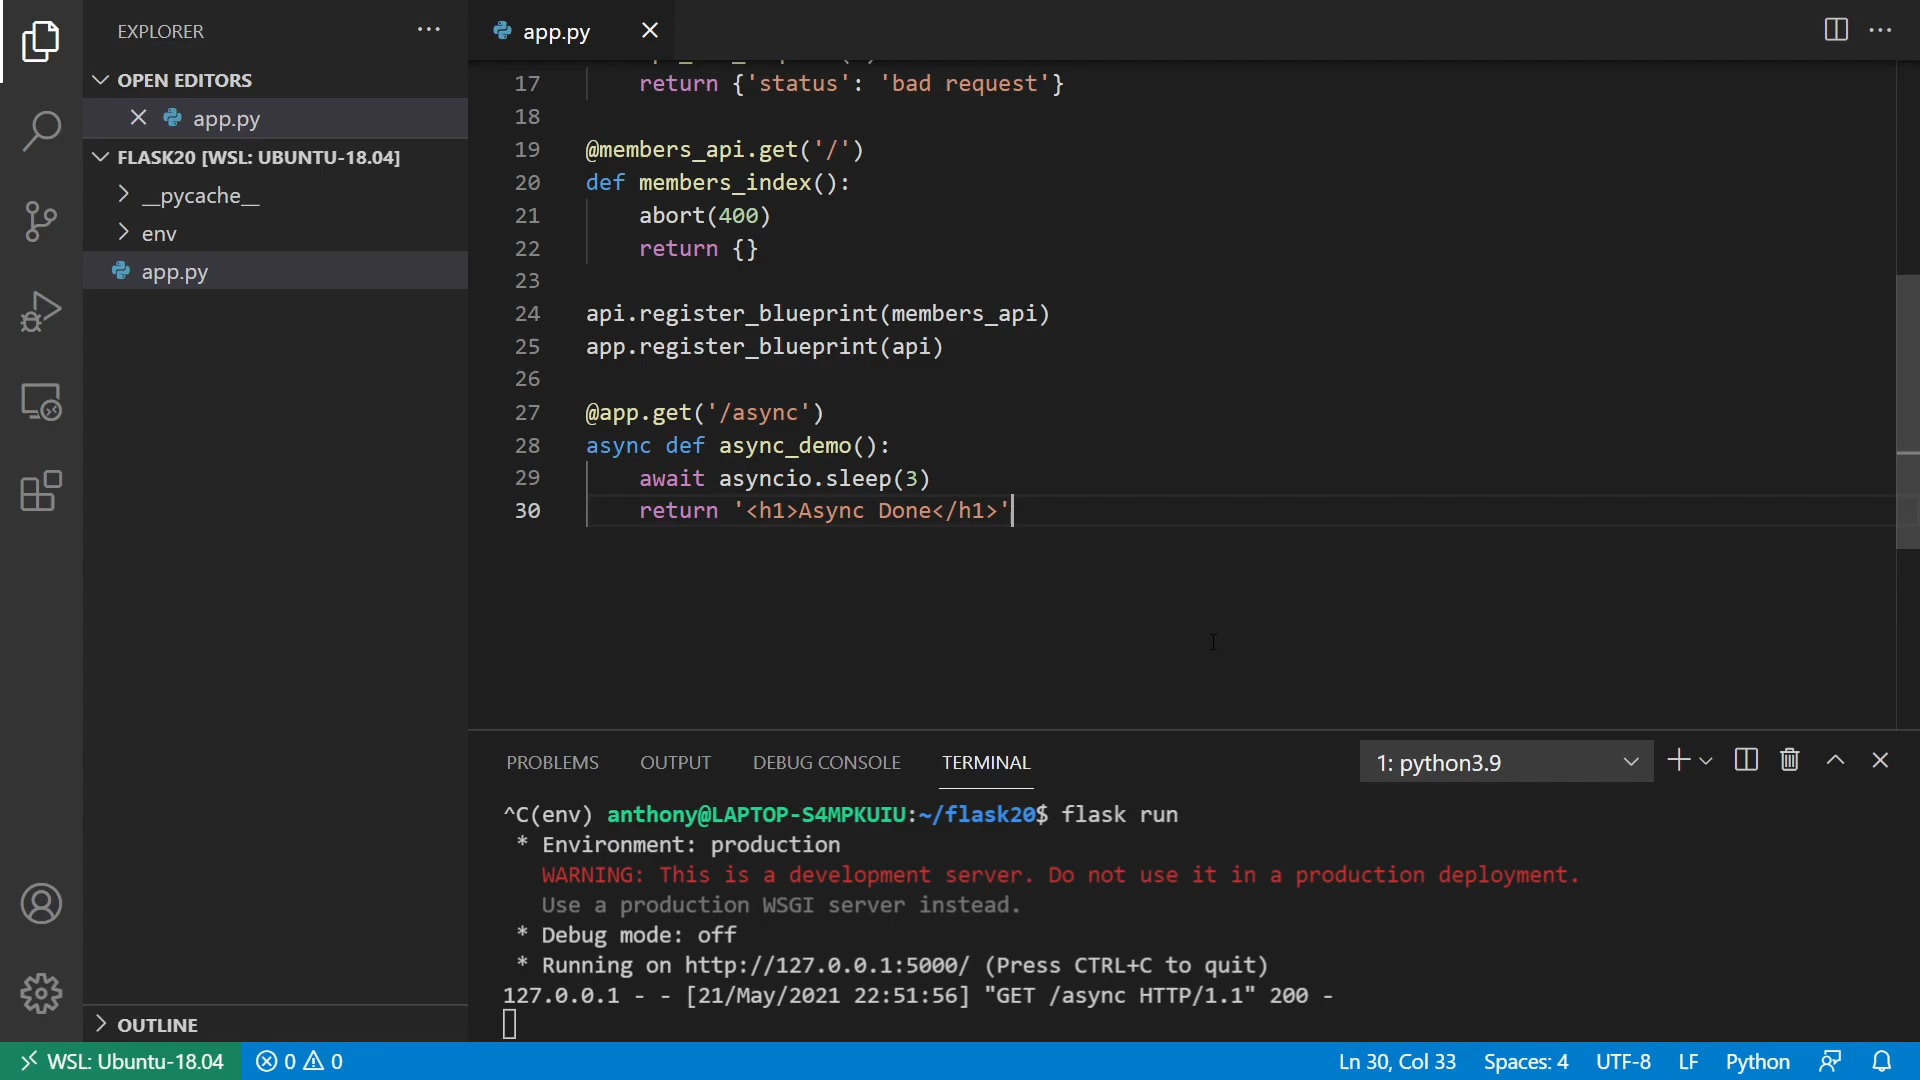 EXPLORER
OPEN EDITORS
app.py
FLASK20 [WSL: UBUNTU-18.04]
__pycache__
env
app.py
OUTLINE
app.py
17 return {'status': 'bad request'}
18
19 @members_api.get('/')
20 def members_index():
21 abort(400)
22 return {}
23
24 api.register_blueprint(members_api)
25 app.register_blueprint(api)
26
27 @app.get('/async')
28 async def async_demo():
29 await asyncio.sleep(3)
30 return '<h1>Async Done</h1>'
PROBLEMS OUTPUT DEBUG CONSOLE TERMINAL 1: python3.9
^C(env) anthony@LAPTOP-S4MPKUIU:~/flask20$ flask run
* Environment: production
WARNING: This is a development server. Do not use it in a production deployment.
Use a production WSGI server instead.
* Debug mode: off
* Running on http://127.0.0.1:5000/ (Press CTRL+C to quit)
127.0.0.1 - - [21/May/2021 22:51:56] "GET /async HTTP/1.1" 200 -
WSL: Ubuntu-18.04 0 0 Ln 30, Col 33 Spaces: 4 UTF-8 LF Python